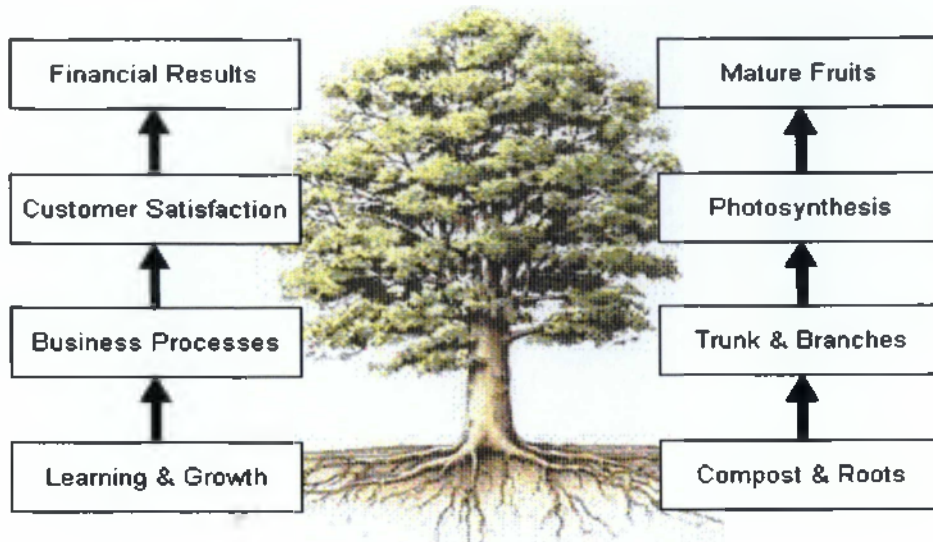 Financial Results
Mature Fruits
Customer Satisfaction
Photosynthesis
Business Processes
Trunk & Branches
Learning & Growth
Compost & Roots